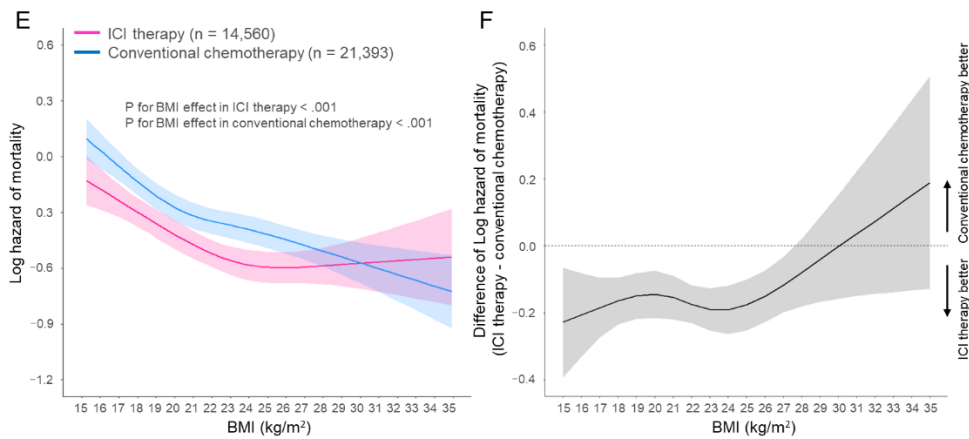 E
ICI therapy (n = 14,560)
Conventional chemotherapy (n = 21,393)
P for BMI effect in ICI therapy < .001
P for BMI effect in conventional chemotherapy < .001
Log hazard of mortality
0.6
0.3
0.0
0.3
−0.6
−0.9
−1.2
15 16 17 18 19 20 21 22 23 24 25 26 27 28 29 30 31 32 33 34 35
BMI (kg/m²)
F
Difference of Log hazard of mortality
(ICI therapy - conventional chemotherapy)
0.6
0.4
0.2
0.0
−0.2
−0.4
15 16 17 18 19 20 21 22 23 24 25 26 27 28 29 30 31 32 33 34 35
BMI (kg/m²)
Conventional chemotherapy better
ICI therapy better